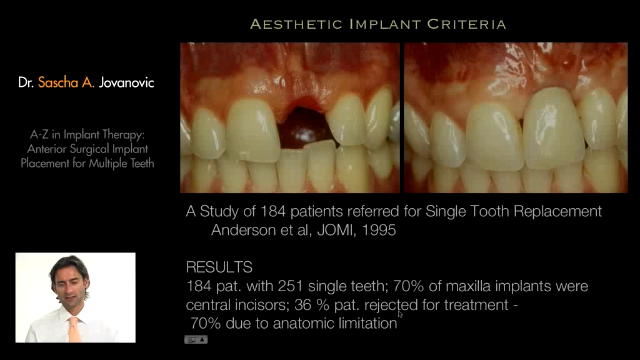 AESTHETIC IMPLANT CRITERIA
Dr. Sascha A. Jovanovic
A-Z in Implant Therapy:
Anterior Surgical Implant
Placement for Multiple Teeth
A Study of 184 patients referred for Single Tooth Replacement
Anderson et al, JOMI, 1995
RESULTS
184 pat. with 251 single teeth; 70% of maxilla implants were
central incisors; 36 % pat. rejected for treatment -
70% due to anatomic limitation